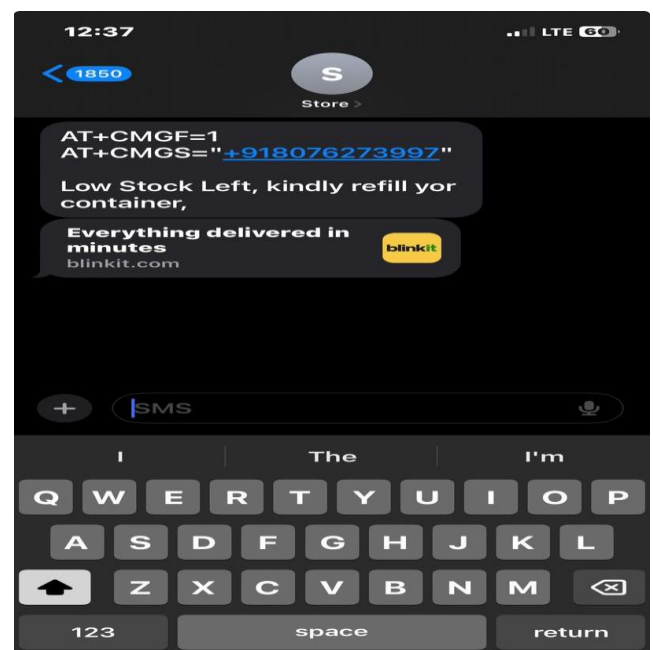 12:37
LTE 60
1850
S
Store >
AT+CMGF=1
AT+CMGS="+918076273997"
Low Stock Left, kindly refill yor
container,
Everything delivered in
minutes
blinkit
blinkit.com
SMS
I The I'm
Q W E R T Y U I O P
A S D F G H J K L
Z X C V B N M
123 space return